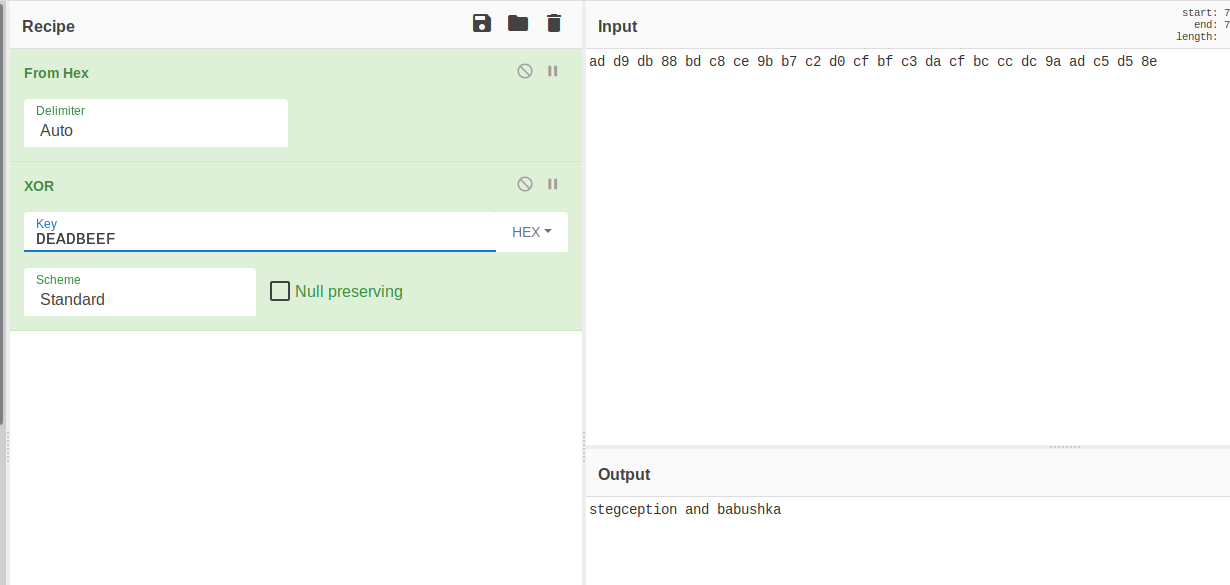 Recipe
From Hex
Delimiter
Auto
XOR
Key
DEADBEEF
HEX
Scheme
Standard
Null preserving
Input
start: 7
end: 7
length:
ad d9 db 88 bd c8 ce 9b b7 c2 d0 cf bf c3 da cf bc cc dc 9a ad c5 d5 8e
Output
stegception and babushka